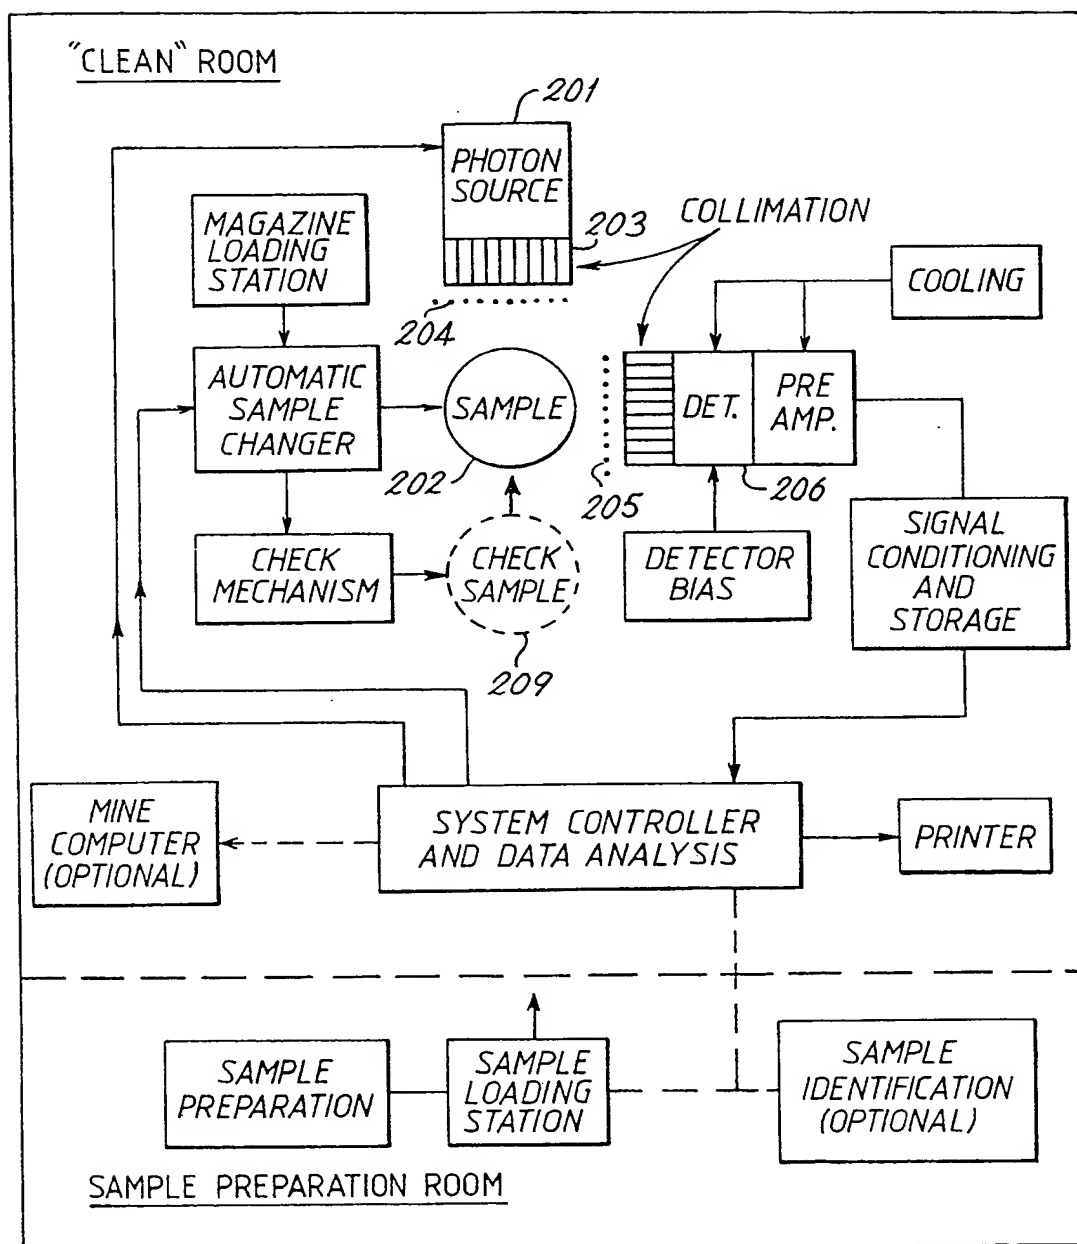 "CLEAN" ROOM
201
PHOTON
SOURCE
COLLIMATION
203
MAGAZINE
LOADING
STATION
COOLING
204
AUTOMATIC
SAMPLE
CHANGER
SAMPLE
202
DET.
PRE
AMP.
205
206
CHECK
MECHANISM
CHECK
SAMPLE
209
DETECTOR
BIAS
SIGNAL
CONDITIONING
AND
STORAGE
MINE
COMPUTER
(OPTIONAL)
SYSTEM CONTROLLER
AND DATA ANALYSIS
PRINTER
SAMPLE
PREPARATION
SAMPLE
LOADING
STATION
SAMPLE
IDENTIFICATION
(OPTIONAL)
SAMPLE PREPARATION ROOM